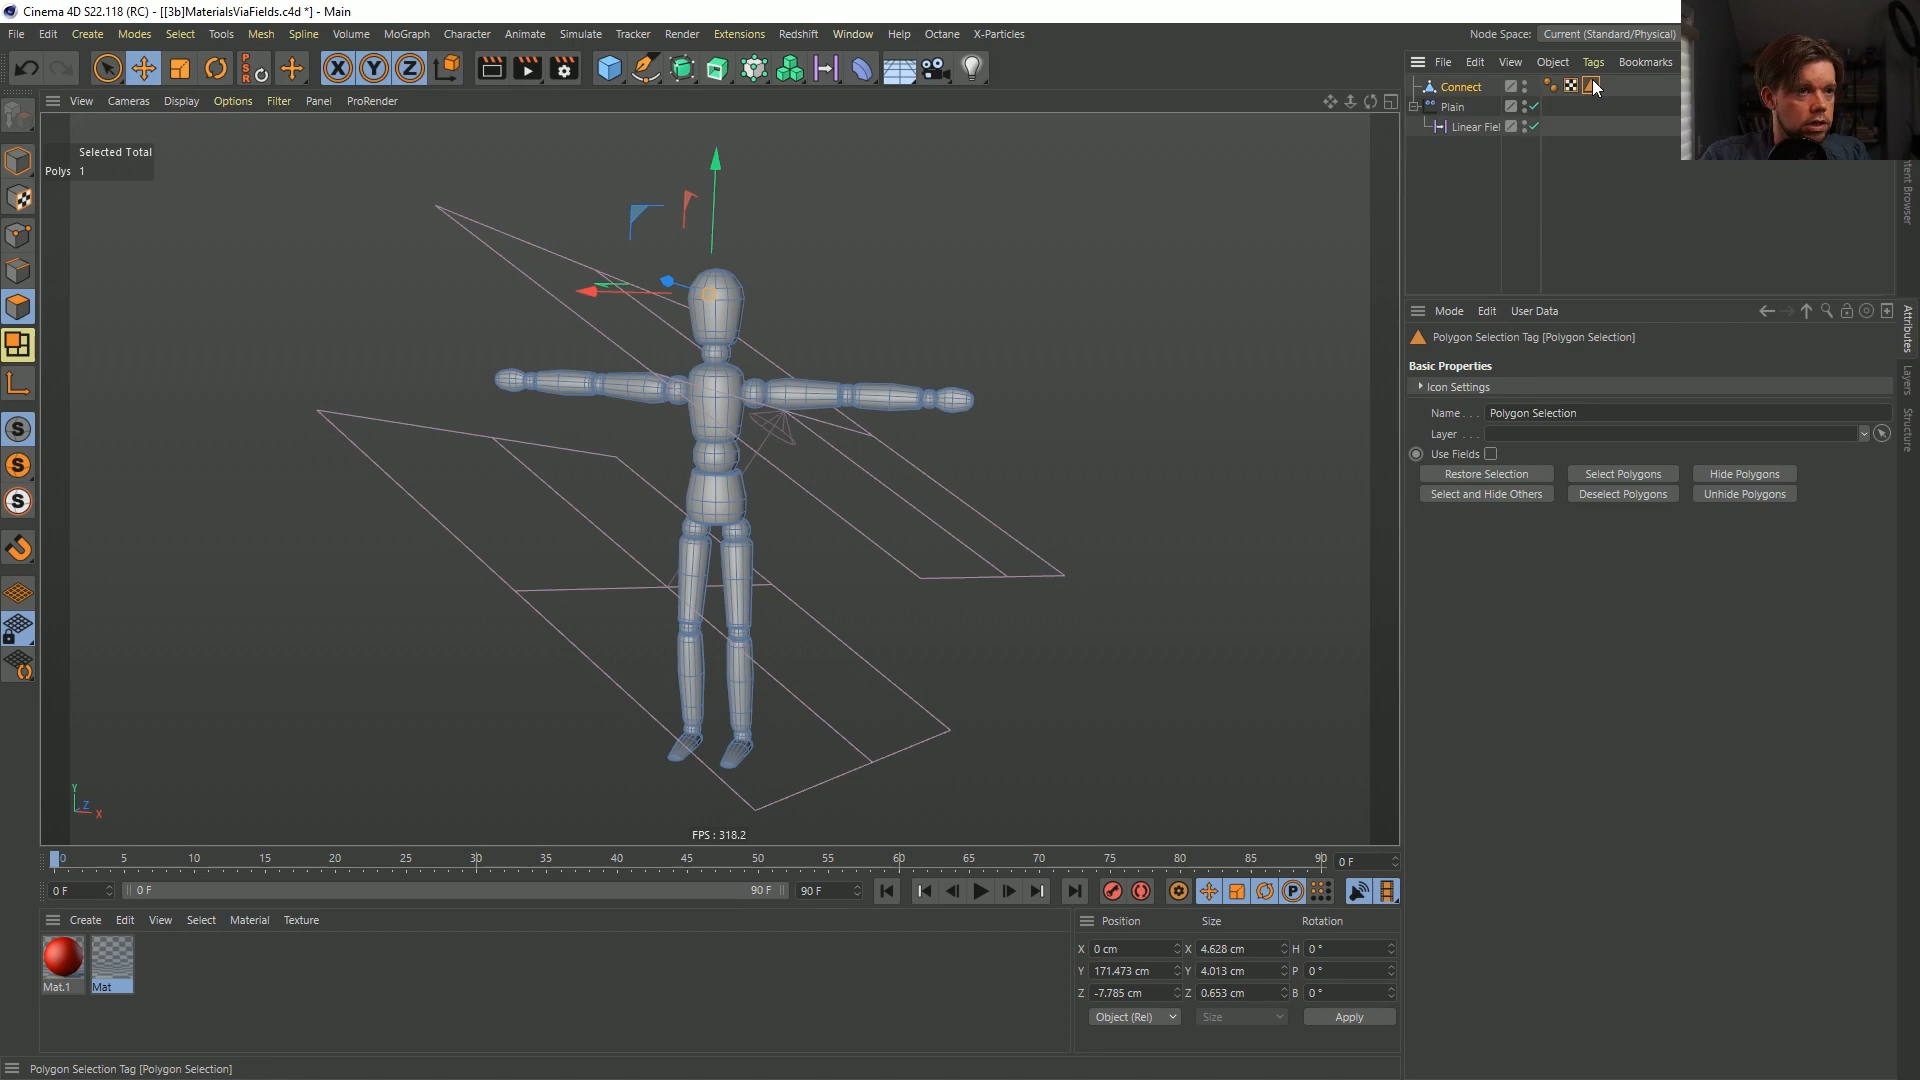 Cinema 4D S22.118 (RC) - [[3b]MaterialsViaFields.c4d *] - Main
File Edit Create Modes Select Tools Mesh Spline Volume MoGraph Character Animate Simulate Tracker Render Extensions Redshift Window Help Octane X-Particles Node Space: Current (Standard/Physical)
P S R
X Y Z
File Edit View Object Tags Bookmarks
View Cameras Display Options Filter Panel ProRender
Connect
Plain
Linear Fiel
Selected Total
Polys 1
Content Browser
Mode Edit User Data
Polygon Selection Tag [Polygon Selection]
Basic Properties
Icon Settings
Name . . . Polygon Selection
Layer . . .
Use Fields
Restore Selection Select Polygons Hide Polygons
Select and Hide Others Deselect Polygons Unhide Polygons
Attributes
Layers
Structure
S
S
S
Y
Z
X
FPS : 318.2
0 5 10 15 20 25 30 35 40 45 50 55 60 65 70 75 80 85 90 0 F
0 F 0 F 90 F 90 F P
Create Edit View Select Material Texture
Mat.1 Mat
Position Size Rotation
X 0 cm X 4.628 cm H 0 °
Y 171.473 cm Y 4.013 cm P 0 °
Z -7.785 cm Z 0.653 cm B 0 °
Object (Rel) Size Apply
Polygon Selection Tag [Polygon Selection]